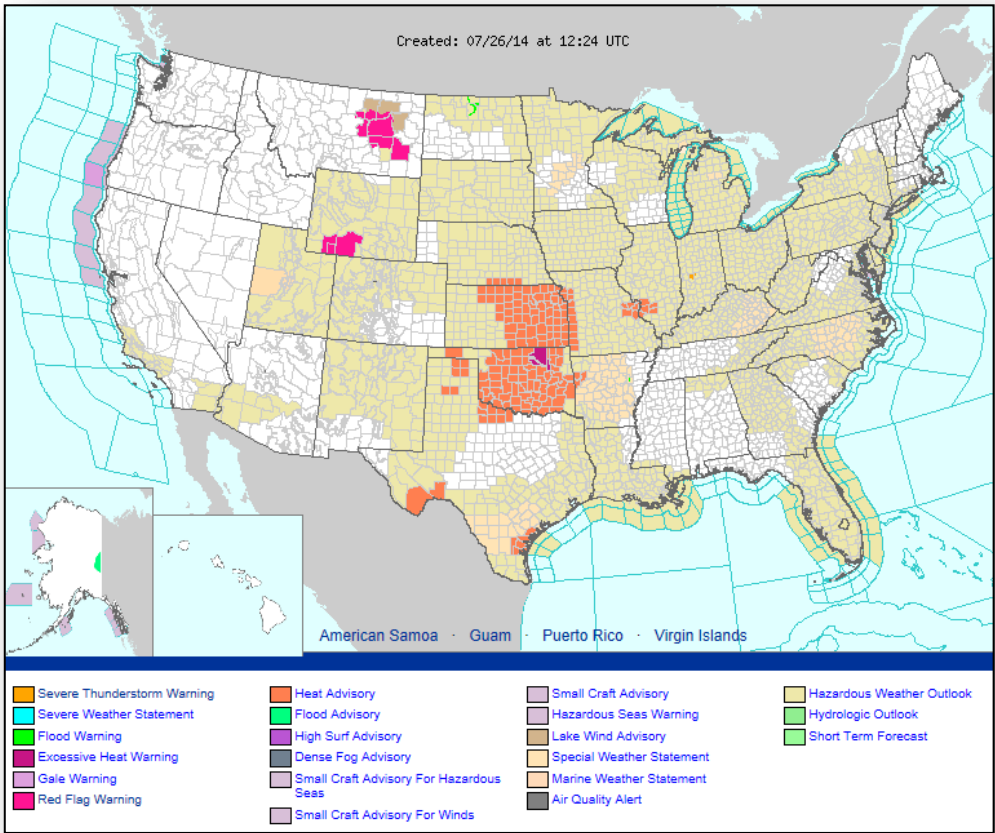 Created: 07/26/14 at 12:24 UTC
American Samoa · Guam · Puerto Rico · Virgin Islands
Severe Thunderstorm Warning
Severe Weather Statement
Flood Warning
Excessive Heat Warning
Gale Warning
Red Flag Warning
Heat Advisory
Flood Advisory
High Surf Advisory
Dense Fog Advisory
Small Craft Advisory For Hazardous
Seas
Small Craft Advisory For Winds
Small Craft Advisory
Hazardous Seas Warning
Lake Wind Advisory
Special Weather Statement
Marine Weather Statement
Air Quality Alert
Hazardous Weather Outlook
Hydrologic Outlook
Short Term Forecast